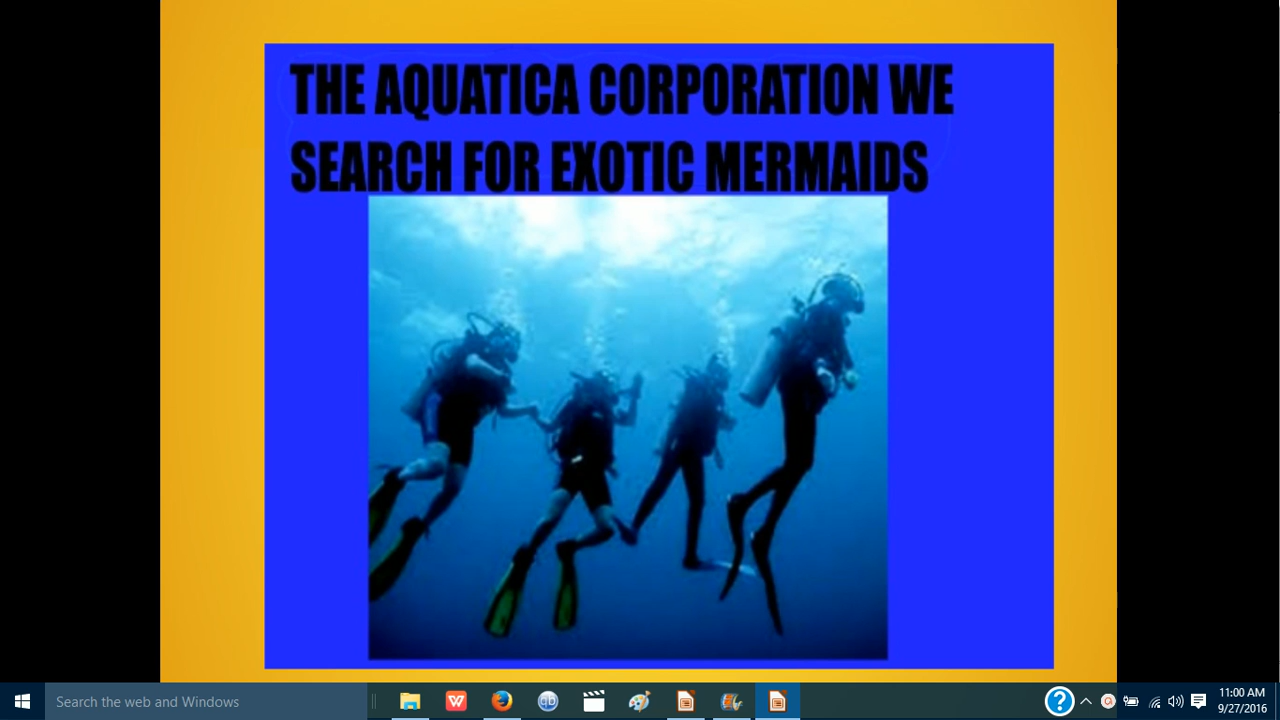 THE AQUATICA CORPORATION WE
SEARCH FOR EXOTIC MERMAIDS
Search the web and Windows
11:00 AM
9/27/2016